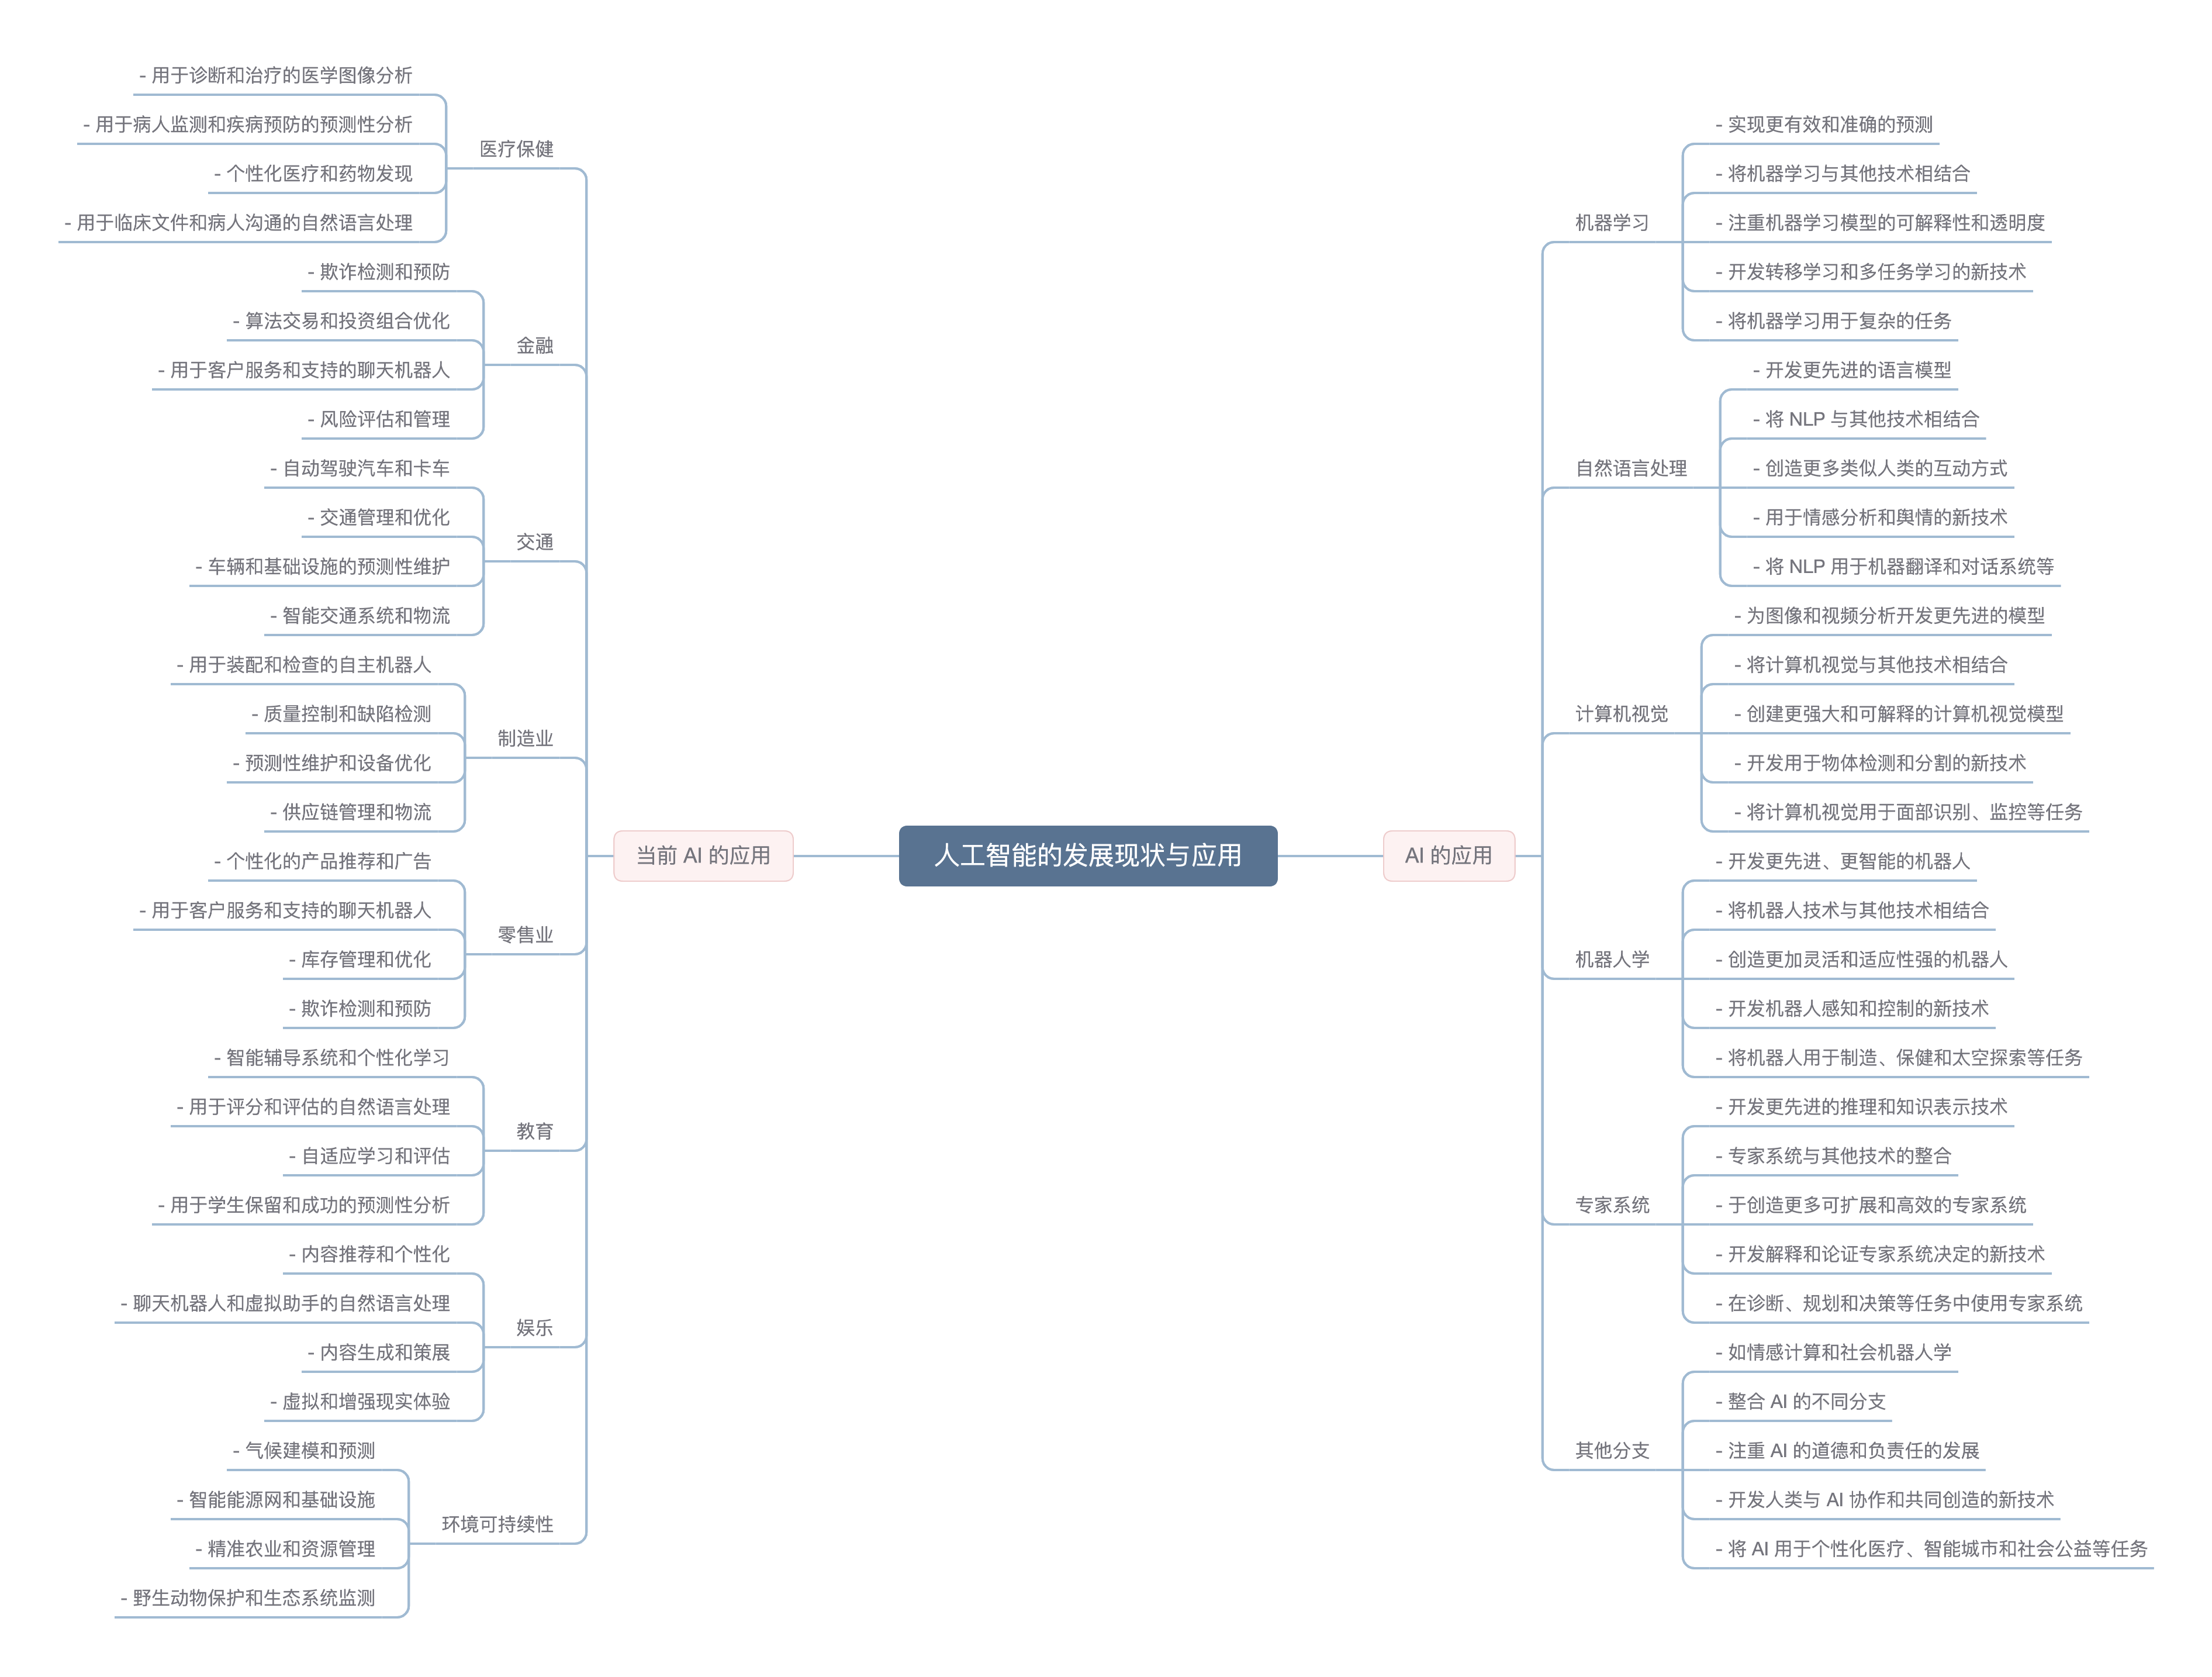 人工智能的发展现状与应用
当前 AI 的应用
医疗保健
- 用于诊断和治疗的医学图像分析
- 用于病人监测和疾病预防的预测性分析
- 个性化医疗和药物发现
- 用于临床文件和病人沟通的自然语言处理
金融
- 欺诈检测和预防
- 算法交易和投资组合优化
- 用于客户服务和支持的聊天机器人
- 风险评估和管理
交通
- 自动驾驶汽车和卡车
- 交通管理和优化
- 车辆和基础设施的预测性维护
- 智能交通系统和物流
制造业
- 用于装配和检查的自主机器人
- 质量控制和缺陷检测
- 预测性维护和设备优化
- 供应链管理和物流
零售业
- 个性化的产品推荐和广告
- 用于客户服务和支持的聊天机器人
- 库存管理和优化
- 欺诈检测和预防
教育
- 智能辅导系统和个性化学习
- 用于评分和评估的自然语言处理
- 自适应学习和评估
- 用于学生保留和成功的预测性分析
娱乐
- 内容推荐和个性化
- 聊天机器人和虚拟助手的自然语言处理
- 内容生成和策展
- 虚拟和增强现实体验
环境可持续性
- 气候建模和预测
- 智能能源网和基础设施
- 精准农业和资源管理
- 野生动物保护和生态系统监测
AI 的应用
机器学习
- 实现更有效和准确的预测
- 将机器学习与其他技术相结合
- 注重机器学习模型的可解释性和透明度
- 开发转移学习和多任务学习的新技术
- 将机器学习用于复杂的任务
自然语言处理
- 开发更先进的语言模型
- 将 NLP 与其他技术相结合
- 创造更多类似人类的互动方式
- 用于情感分析和舆情的新技术
- 将 NLP 用于机器翻译和对话系统等
计算机视觉
- 为图像和视频分析开发更先进的模型
- 将计算机视觉与其他技术相结合
- 创建更强大和可解释的计算机视觉模型
- 开发用于物体检测和分割的新技术
- 将计算机视觉用于面部识别、监控等任务
机器人学
- 开发更先进、更智能的机器人
- 将机器人技术与其他技术相结合
- 创造更加灵活和适应性强的机器人
- 开发机器人感知和控制的新技术
- 将机器人用于制造、保健和太空探索等任务
专家系统
- 开发更先进的推理和知识表示技术
- 专家系统与其他技术的整合
- 于创造更多可扩展和高效的专家系统
- 开发解释和论证专家系统决定的新技术
- 在诊断、规划和决策等任务中使用专家系统
其他分支
- 如情感计算和社会机器人学
- 整合 AI 的不同分支
- 注重 AI 的道德和负责任的发展
- 开发人类与 AI 协作和共同创造的新技术
- 将 AI 用于个性化医疗、智能城市和社会公益等任务